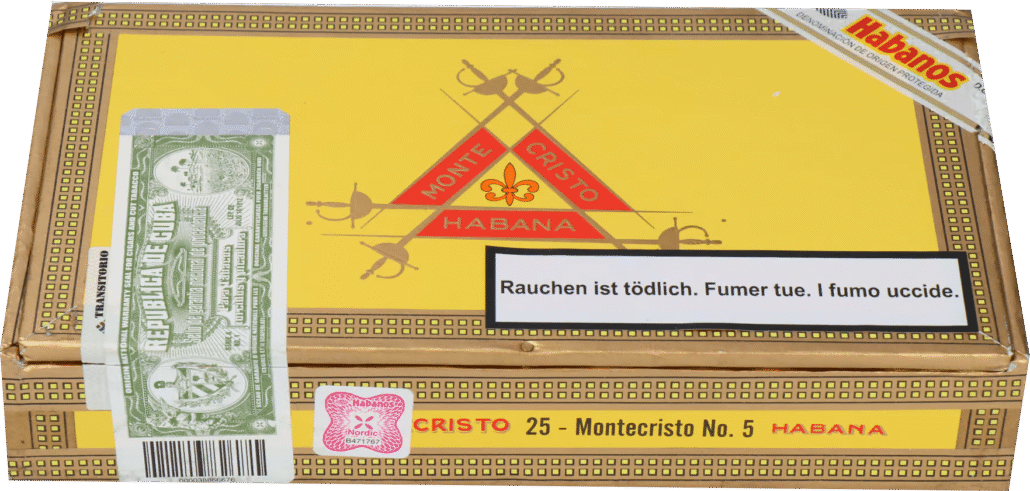 Habanos
DENOMINACIÓN DE ORIGEN PROTEGIDA
MONTE
CRISTO
HABANA
Rauchen ist tödlich. Fumer tue. I fumo uccide.
& TRANSITORIO
REPUBLICA DE CUBA
Habanos
Nordic
B471767
CRISTO 25 - Montecristo No. 5 HABANA